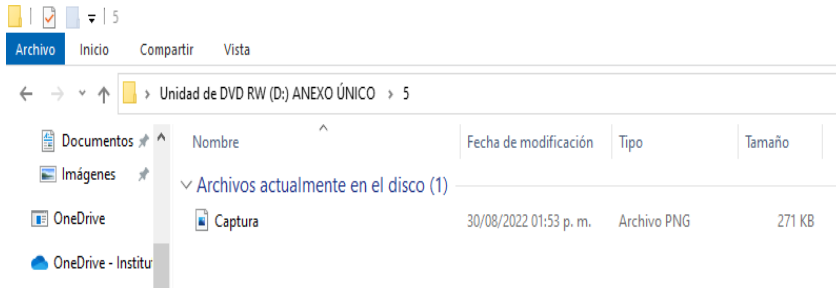 5
Archivo Inicio Compartir Vista
Unidad de DVD RW (D:) ANEXO ÚNICO > 5
Documentos
Imágenes
OneDrive
OneDrive - Institu
Nombre Fecha de modificación Tipo Tamaño
Archivos actualmente en el disco (1)
Captura 30/08/2022 01:53 p. m. Archivo PNG 271 KB